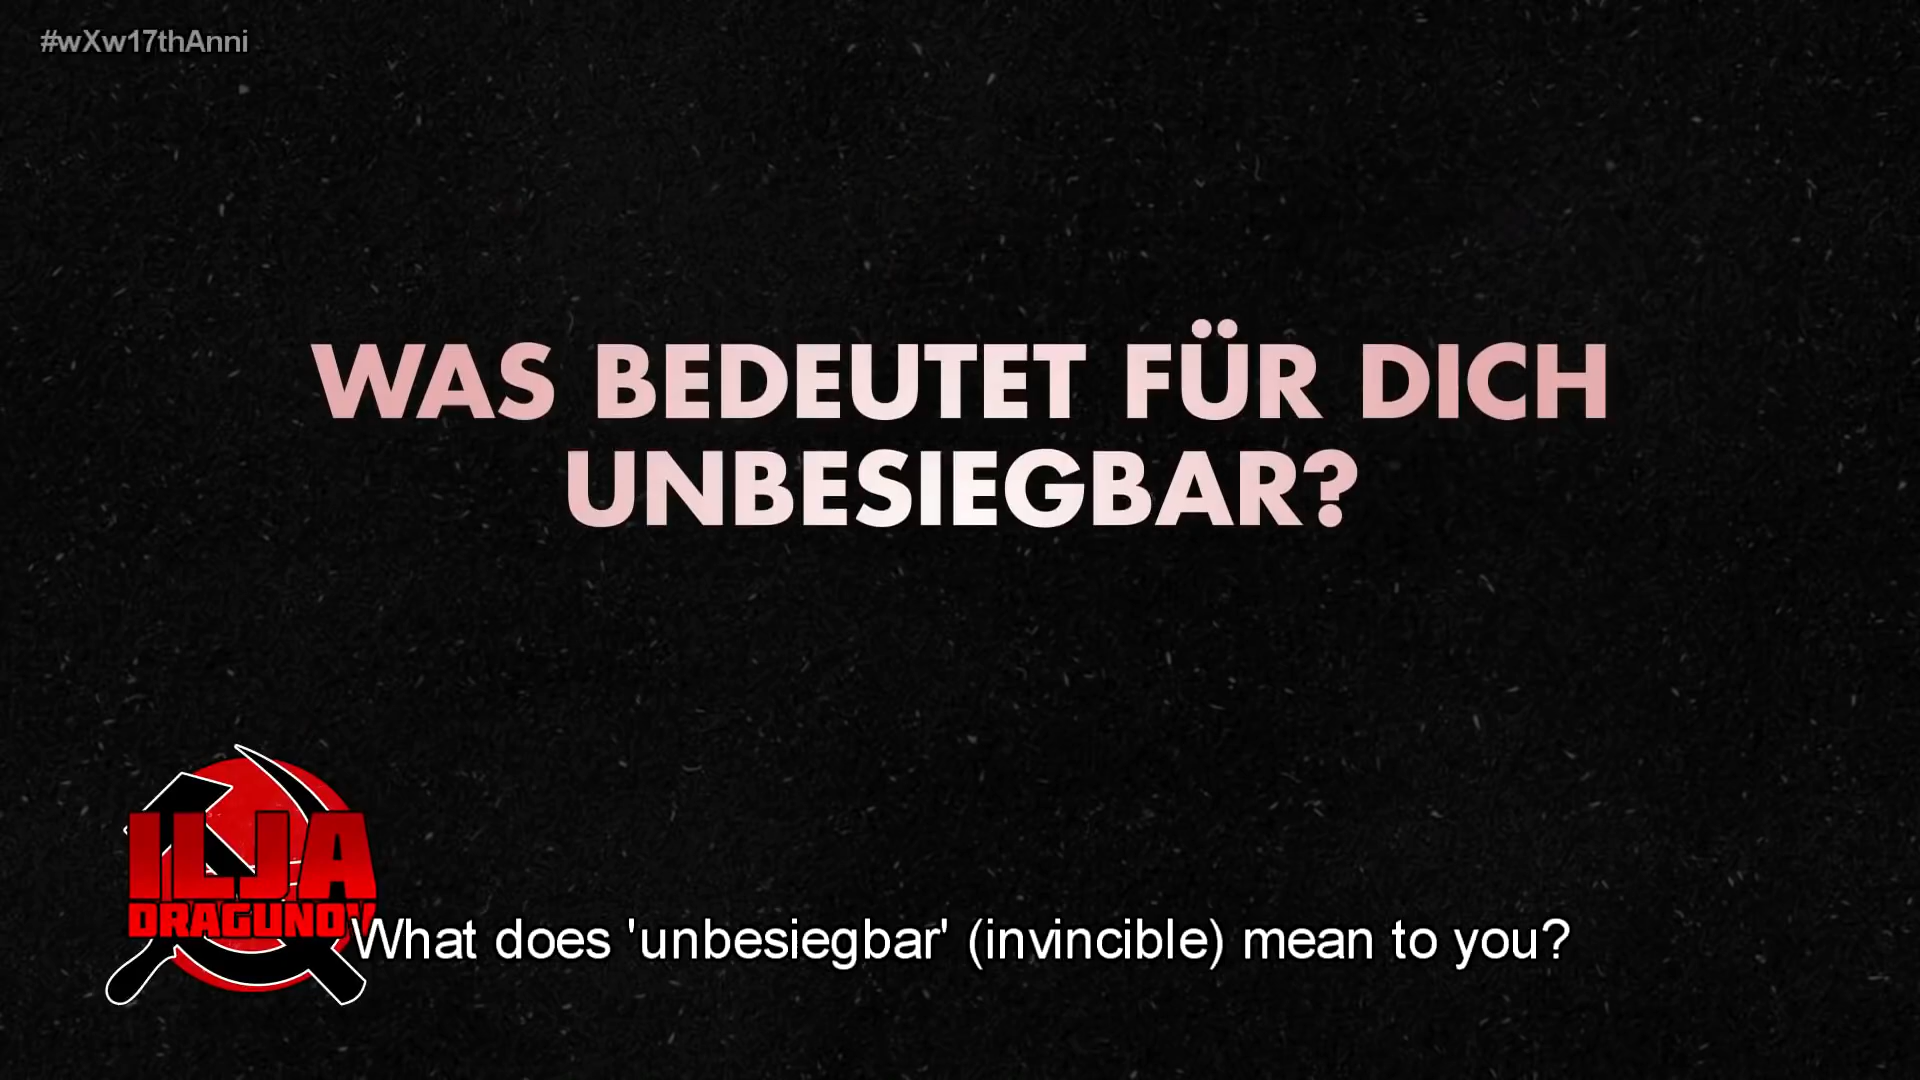 #wXw17thAnni
WAS BEDEUTET FÜR DICH
UNBESIEGBAR?
ILJA
DRAGUNOV
What does 'unbesiegbar' (invincible) mean to you?